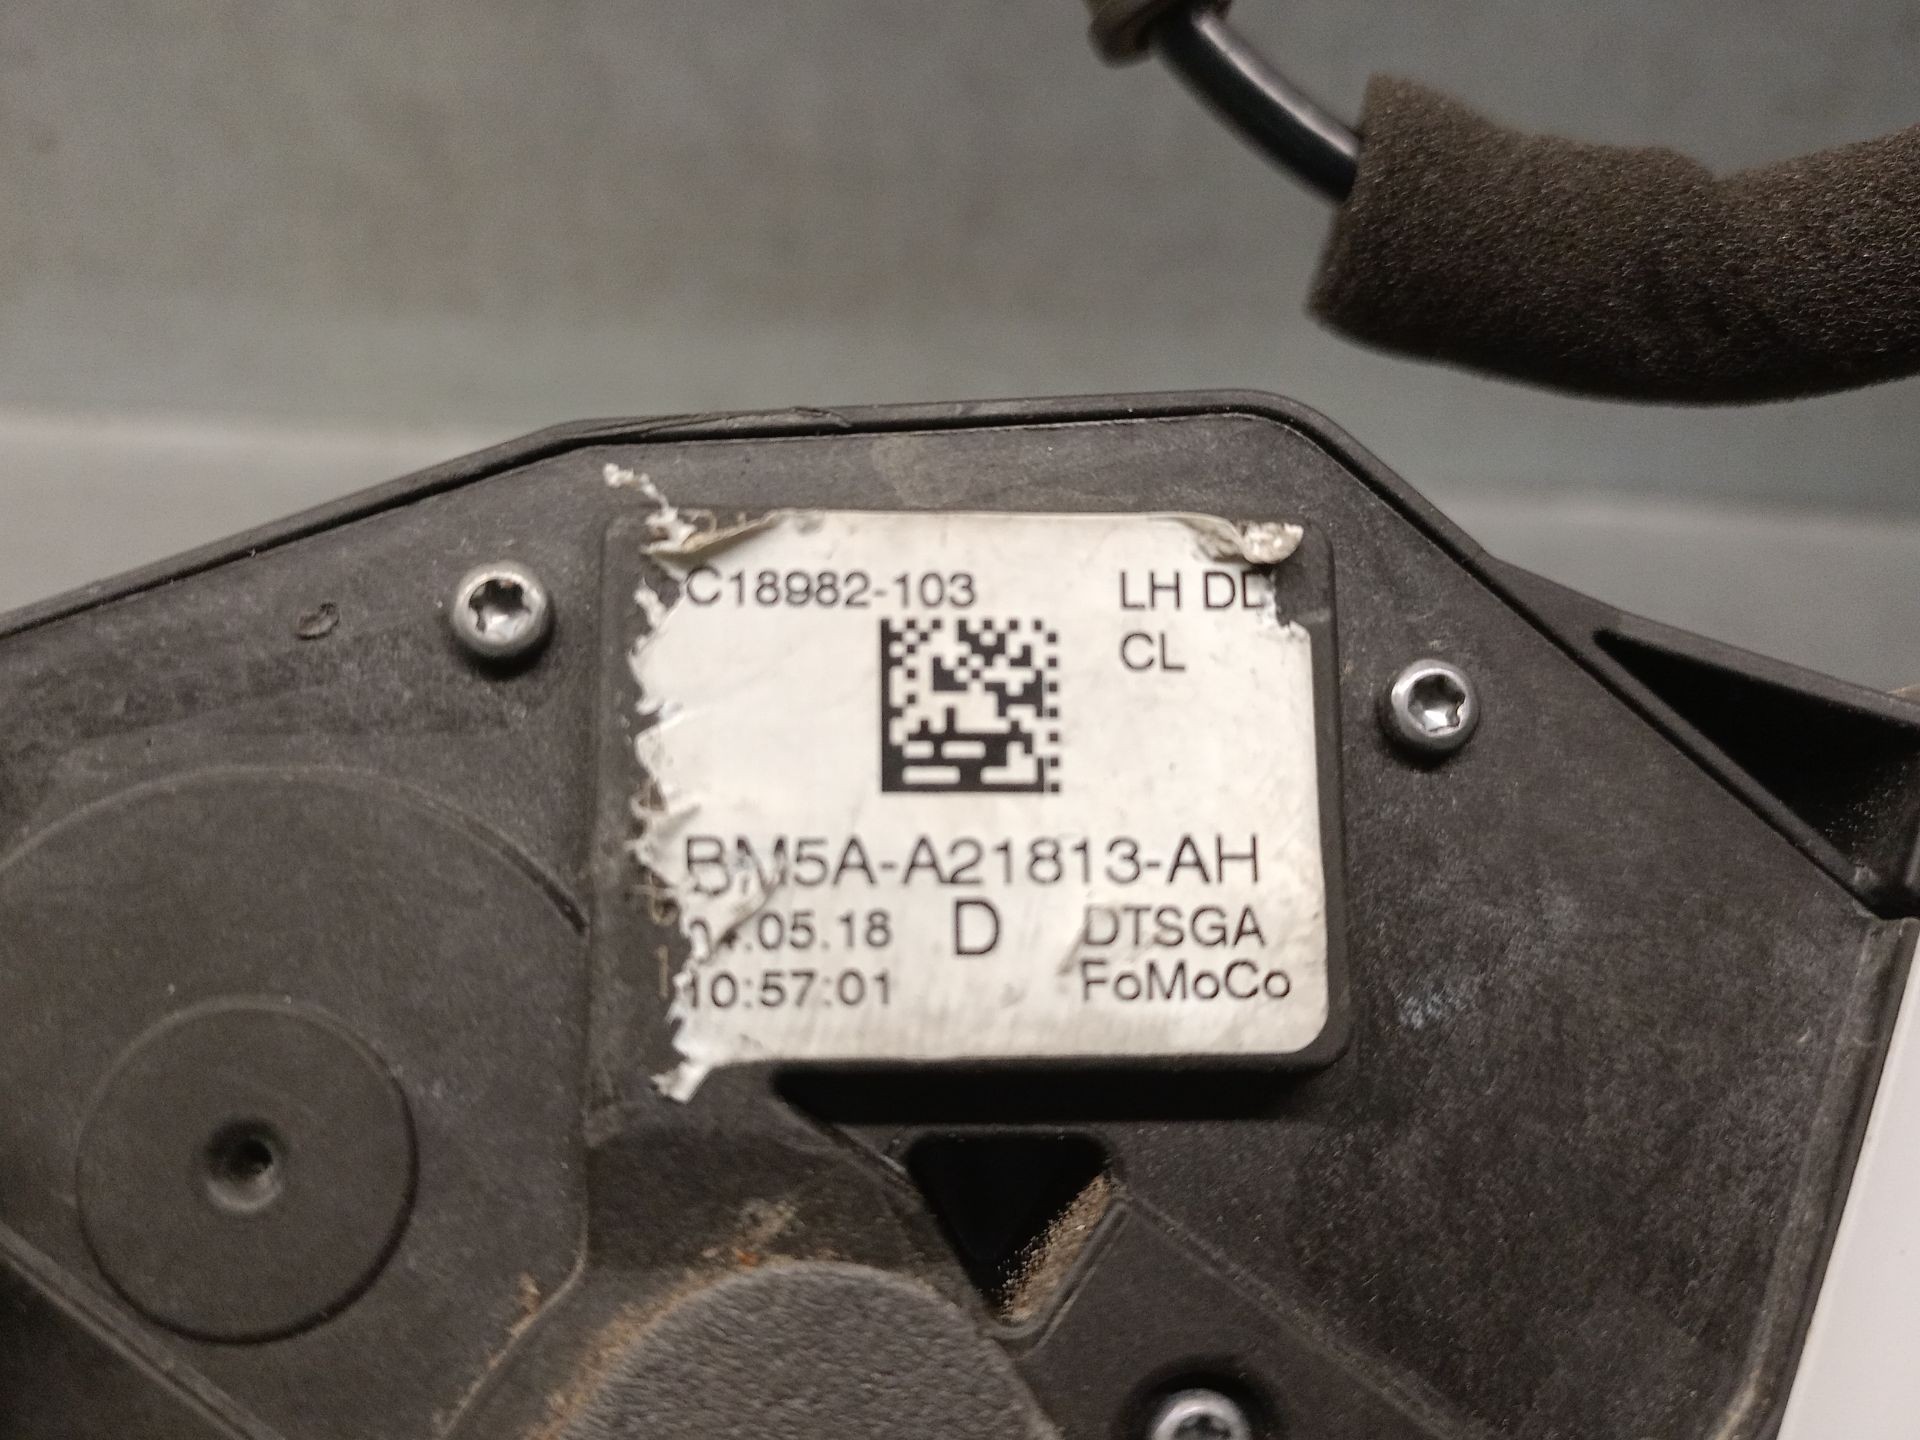 C18982-103 LH DD
CL
BM5A-A21813-AH
04.05.18 D DTSGA
10:57:01 FoMoCo